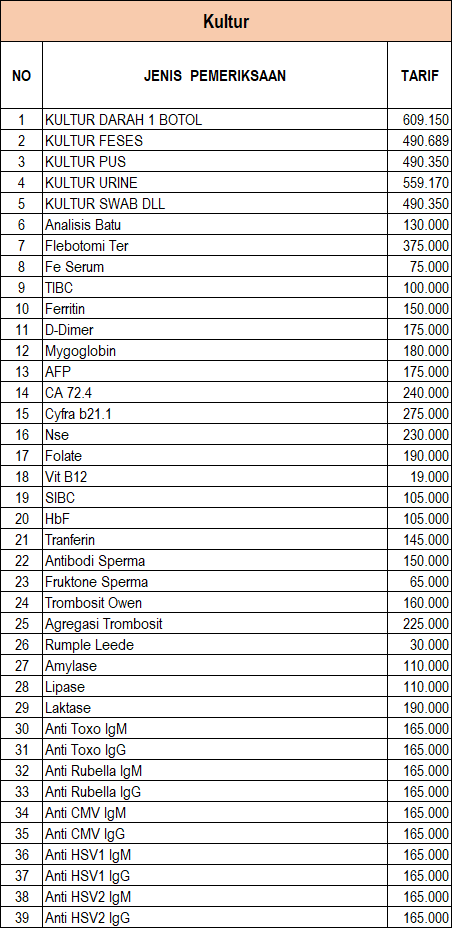 Kultur
NO JENIS PEMERIKSAAN TARIF
1 KULTUR DARAH 1 BOTOL 609.150
2 KULTUR FESES 490.689
3 KULTUR PUS 490.350
4 KULTUR URINE 559.170
5 KULTUR SWAB DLL 490.350
6 Analisis Batu 130.000
7 Flebotomi Ter 375.000
8 Fe Serum 75.000
9 TIBC 100.000
10 Ferritin 150.000
11 D-Dimer 175.000
12 Mygoglobin 180.000
13 AFP 175.000
14 CA 72.4 240.000
15 Cyfra b21.1 275.000
16 Nse 230.000
17 Folate 190.000
18 Vit B12 19.000
19 SIBC 105.000
20 HbF 105.000
21 Tranferin 145.000
22 Antibodi Sperma 150.000
23 Fruktone Sperma 65.000
24 Trombosit Owen 160.000
25 Agregasi Trombosit 225.000
26 Rumple Leede 30.000
27 Amylase 110.000
28 Lipase 110.000
29 Laktase 190.000
30 Anti Toxo IgM 165.000
31 Anti Toxo IgG 165.000
32 Anti Rubella IgM 165.000
33 Anti Rubella IgG 165.000
34 Anti CMV IgM 165.000
35 Anti CMV IgG 165.000
36 Anti HSV1 IgM 165.000
37 Anti HSV1 IgG 165.000
38 Anti HSV2 IgM 165.000
39 Anti HSV2 IgG 165.000